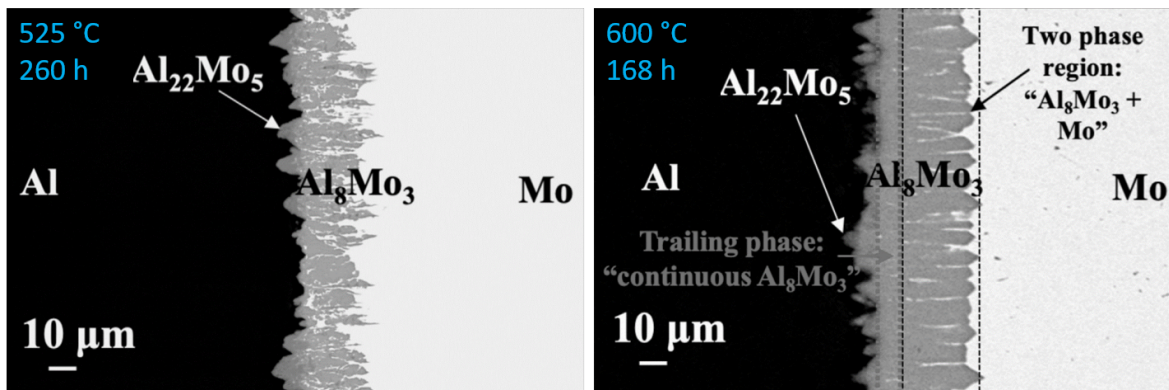 525 °C
260 h
Al₂₂Mo₅
Al
Al₈Mo₃
Mo
10 µm
600 °C
168 h
Two phase
region:
“Al₈Mo₃ +
Mo”
Al₂₂Mo₅
Al
Al₈Mo₃
Mo
Trailing phase:
“continuous Al₈Mo₃”
10 µm